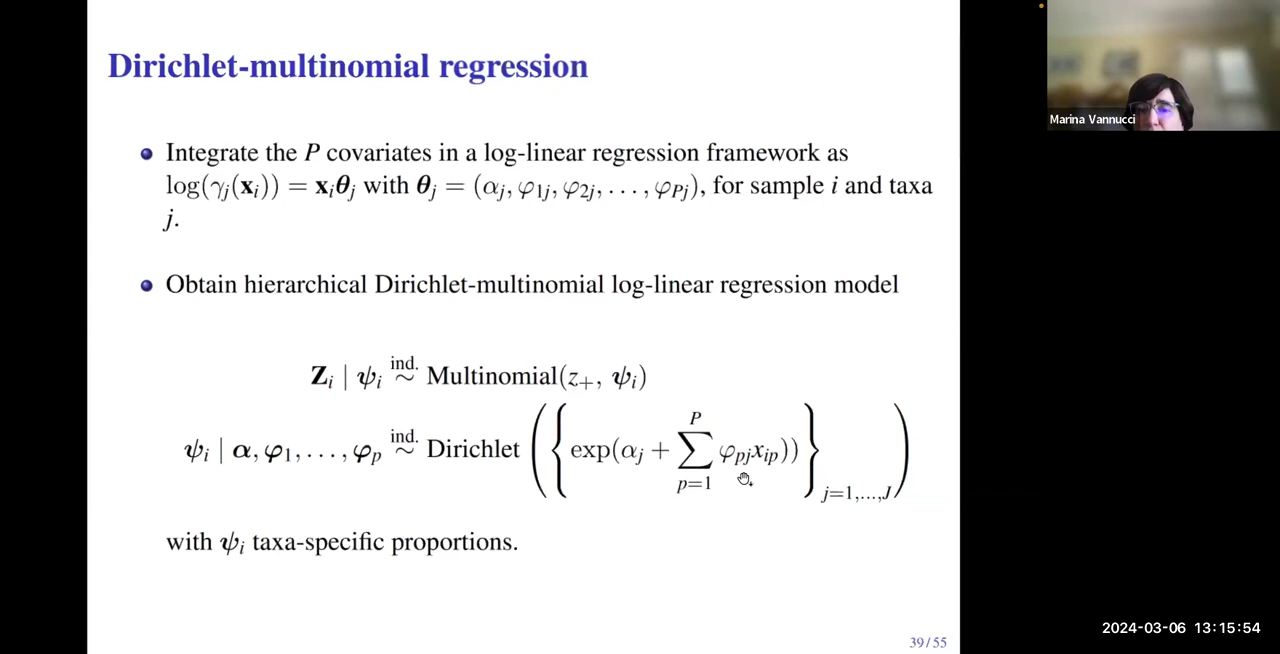 Dirichlet-multinomial regression
Integrate the P covariates in a log-linear regression framework as
log(γj(xi)) = xiθj with θj = (αj, φ1j, φ2j, . . . , φPj), for sample i and taxa
j.
Obtain hierarchical Dirichlet-multinomial log-linear regression model
Zi | ψi ind.∼ Multinomial(z+, ψi)
ψi | α, φ1, . . . , φp ind.∼ Dirichlet ( { exp(αj + ∑_{p=1}^{P} φpjxip)) }_{j=1,...,J} )
with ψi taxa-specific proportions.
39 / 55
Marina Vannucci
2024-03-06 13:15:54